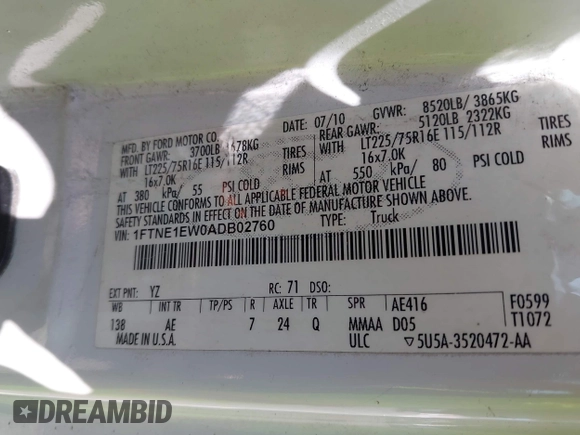 MFD. BY FORD MOTOR CO. DATE: 07/10 GVWR: 8520LB/ 3865KG
FRONT GAWR: 3700LB 1678KG REAR GAWR: 5120LB 2322KG
WITH LT225/75R16E 115/112R TIRES WITH LT225/75R16E 115/112R TIRES
16x7.0K RIMS 16x7.0K RIMS
AT 380 kPa/ 55 PSI COLD AT 550 kPa/ 80 PSI COLD
THIS VEHICLE CONFORMS TO ALL APPLICABLE FEDERAL MOTOR VEHICLE
SAFETY STANDARDS IN EFFECT ON THE DATE OF MANUFACTURE SHOWN ABOVE.
VIN: 1FTNE1EW0ADB02760 TYPE: Truck
EXT PNT: YZ RC: 71 DSO:
WB INT TR TP/PS R AXLE TR SPR AE416 F0599
138 AE 7 24 Q MMAA D05 T1072
MADE IN U.S.A. ULC ▽5U5A-3520472-AA
DREAMBID